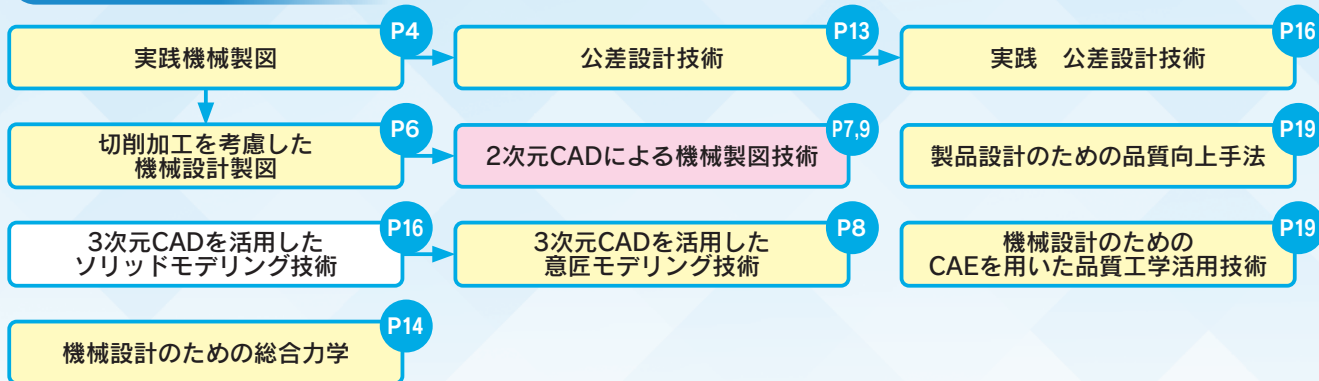 P4
実践機械製図
P13
公差設計技術
P16
実践　公差設計技術
P6
切削加工を考慮した
機械設計製図
P7,9
2次元CADによる機械製図技術
P19
製品設計のための品質向上手法
P16
3次元CADを活用した
ソリッドモデリング技術
P8
3次元CADを活用した
意匠モデリング技術
P19
機械設計のための
CAEを用いた品質工学活用技術
P14
機械設計のための総合力学